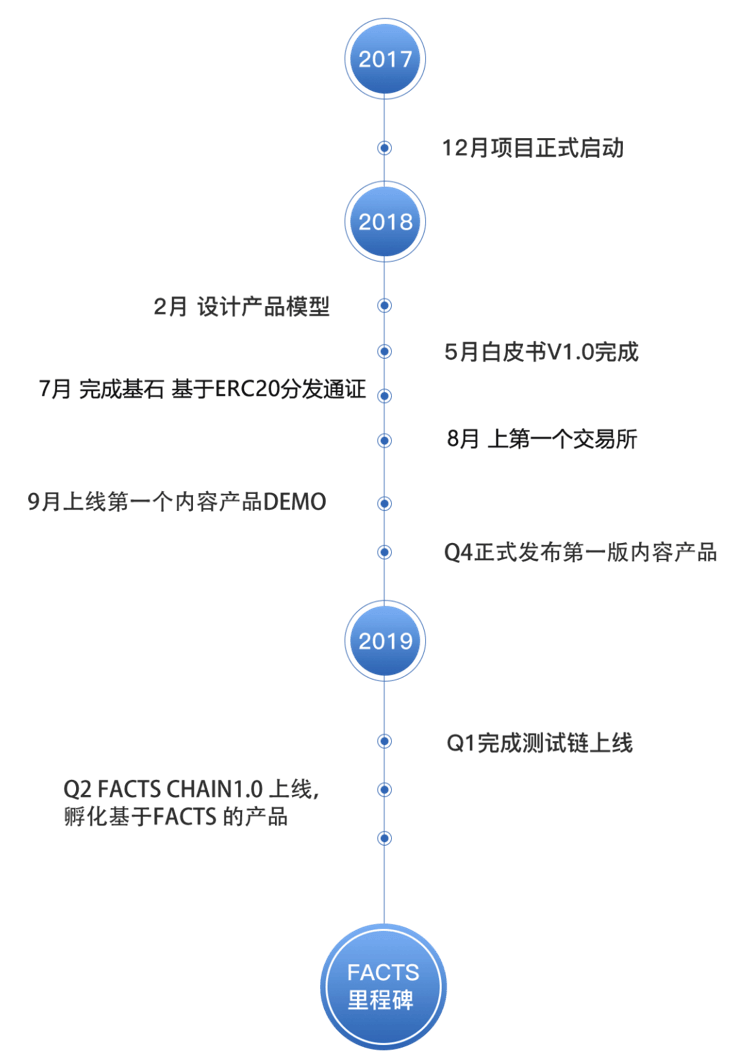 2017
12月项目正式启动
2018
2月 设计产品模型
5月白皮书V1.0完成
7月 完成基石 基于ERC20分发通证
8月 上第一个交易所
9月上线第一个内容产品DEMO
Q4正式发布第一版内容产品
2019
Q1完成测试链上线
Q2 FACTS CHAIN1.0 上线,
孵化基于FACTS 的产品
FACTS
里程碑